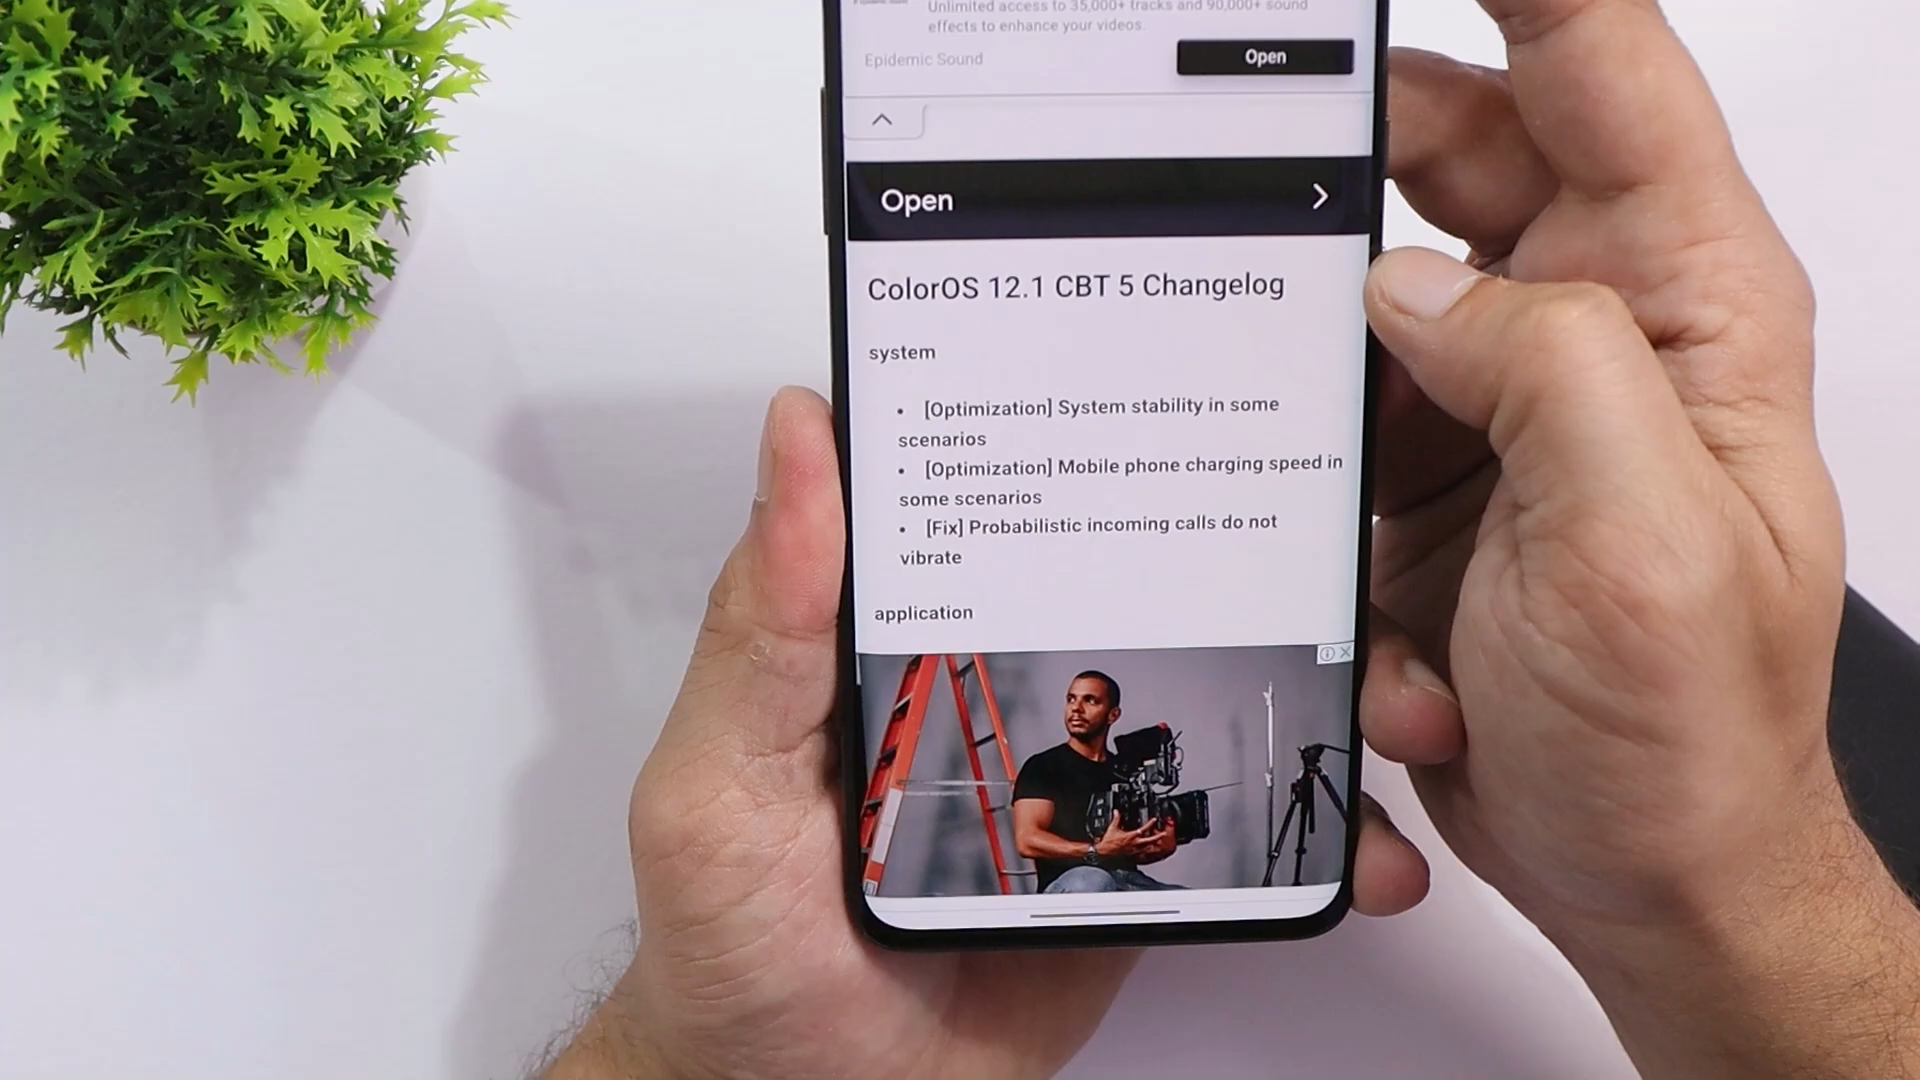 Unlimited access to 35,000+ tracks and 90,000+ sound
effects to enhance your videos.
Epidemic Sound
Open
Open
ColorOS 12.1 CBT 5 Changelog
system
• [Optimization] System stability in some
scenarios
• [Optimization] Mobile phone charging speed in
some scenarios
• [Fix] Probabilistic incoming calls do not
vibrate
application